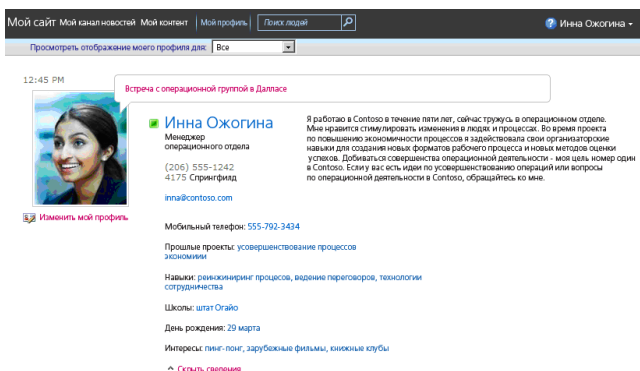 Мой сайт Мой канал новостей Мой контент Мой профиль Поиск людей Инна Ожогина
Просмотреть отображение моего профиля для: Все
12:45 PM
Встреча с операционной группой в Далласе
Инна Ожогина
Менеджер
операционного отдела
(206) 555-1242
4175 Спрингфилд
inna@contoso.com
Я работаю в Contoso в течение пяти лет, сейчас тружусь в операционном отделе.
Мне нравится стимулировать изменения в людях и процессах. Во время проекта
по повышению экономичности процессов я задействовала свои организаторские
навыки для создания новых форматов рабочего процесса и новых методов оценки
успехов. Добиваться совершенства операционной деятельности - моя цель номер один
в Contoso. Если у вас есть идеи по усовершенствованию операций или вопросы
по операционной деятельности в Contoso, обращайтесь ко мне.
Изменить мой профиль
Мобильный телефон: 555-792-3434
Прошлые проекты: усовершенствование процессов
экономиии
Навыки: реинжиниринг процесов, ведение переговоров, технологии
сотрудничества
Школы: штат Огайо
День рождения: 29 марта
Интересы: пинг-понг, зарубежные фильмы, книжные клубы
Скрыть сведения